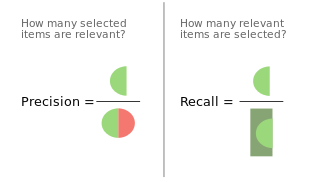 How many selected
items are relevant?
Precision =
How many relevant
items are selected?
Recall =